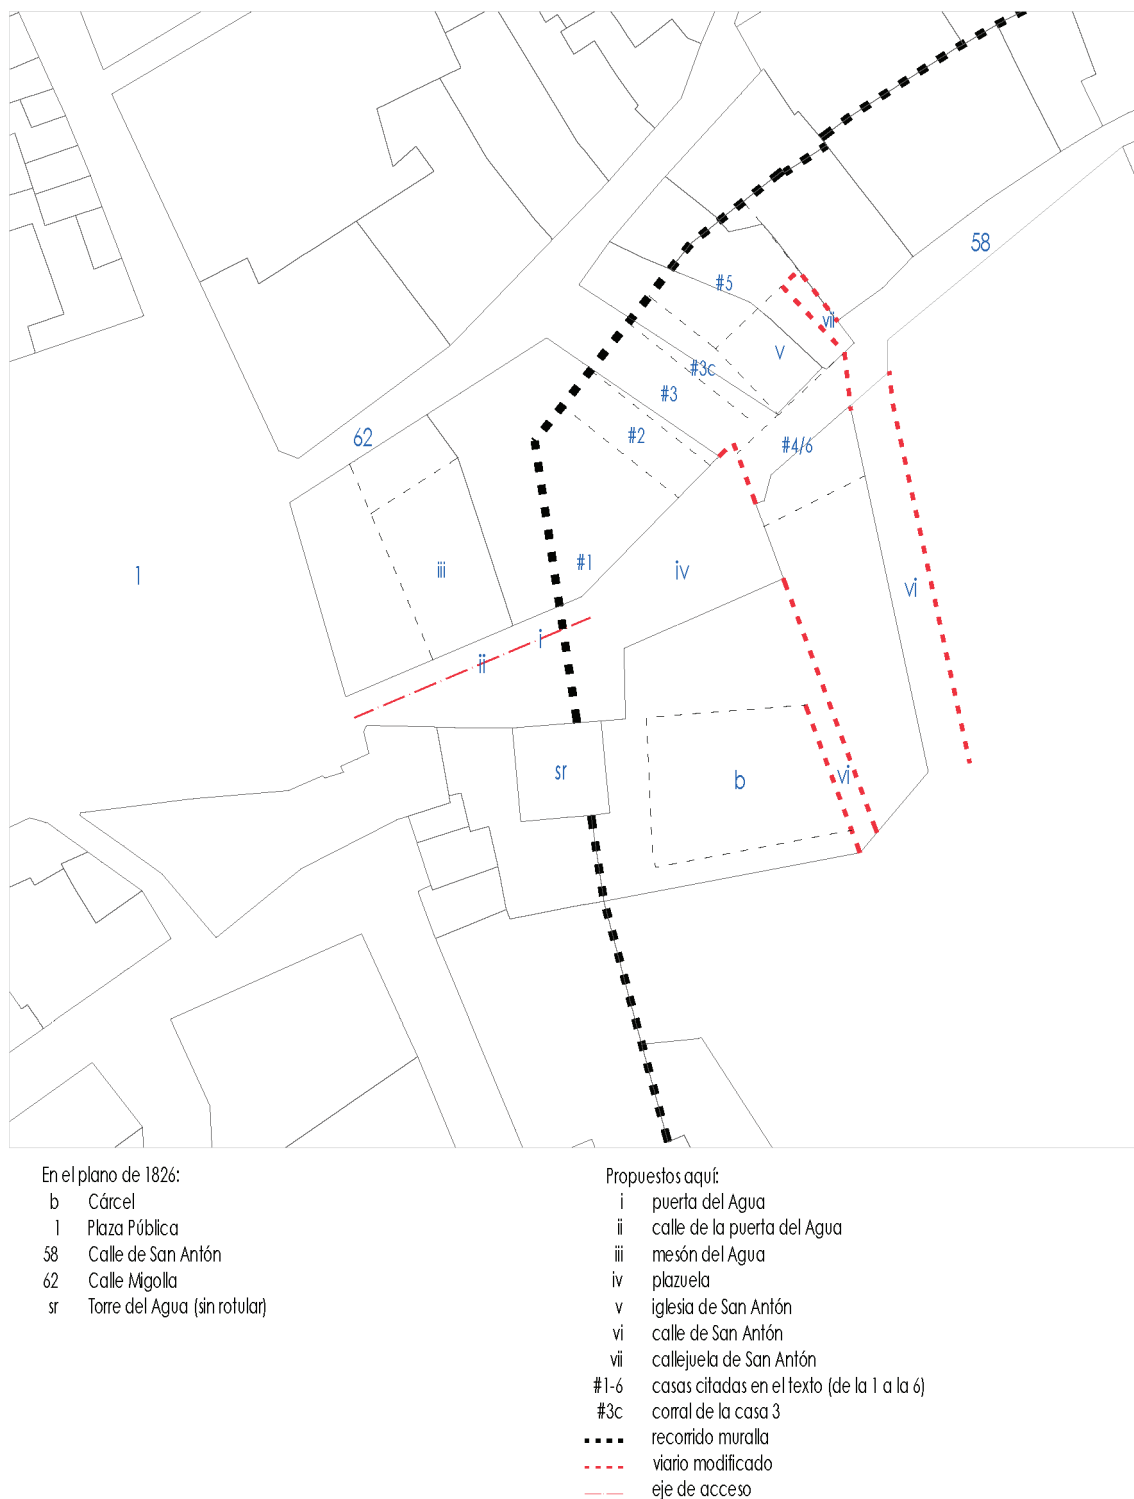 58
#5
vii
v
#3c
#3
#2
62
#4/6
1
iii
#1
iv
vi
i
ii
sr
b
vi
En el plano de 1826:
b Cárcel
1 Plaza Pública
58 Calle de San Antón
62 Calle Migolla
sr Torre del Agua (sin rotular)
Propuestos aquí:
i puerta del Agua
ii calle de la puerta del Agua
iii mesón del Agua
iv plazuela
v iglesia de San Antón
vi calle de San Antón
vii callejuela de San Antón
#1-6 casas citadas en el texto (de la 1 a la 6)
#3c corral de la casa 3
recorrido muralla
viario modificado
eje de acceso